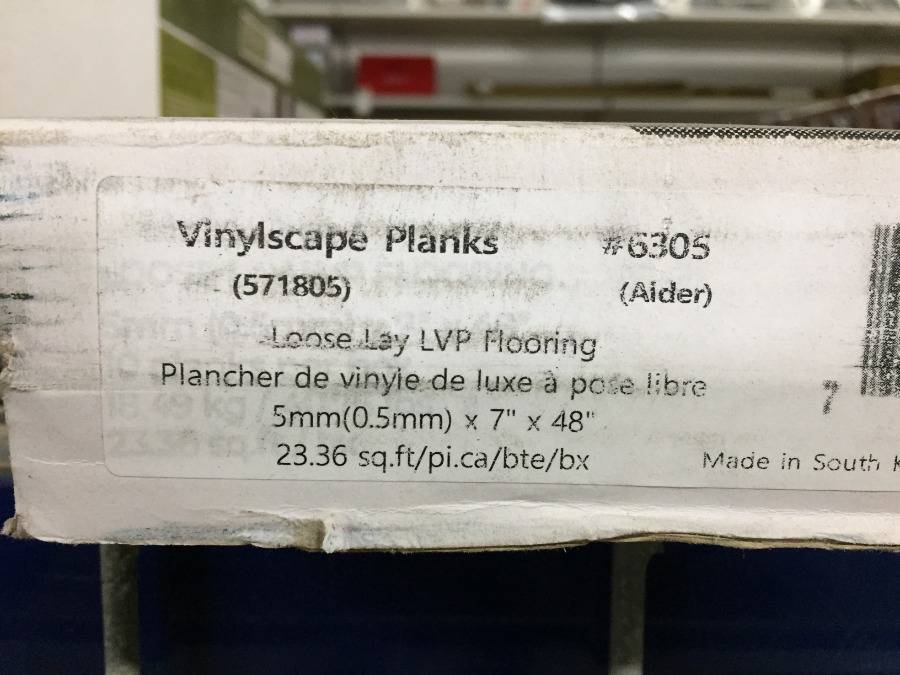 Vinylscape Planks #6305
(571805) (Alder)
Loose Lay LVP Flooring
Plancher de vinyle de luxe à pose libre
5mm(0.5mm) x 7" x 48"
7
23.36 sq.ft/pi.ca/bte/bx
Made in South K